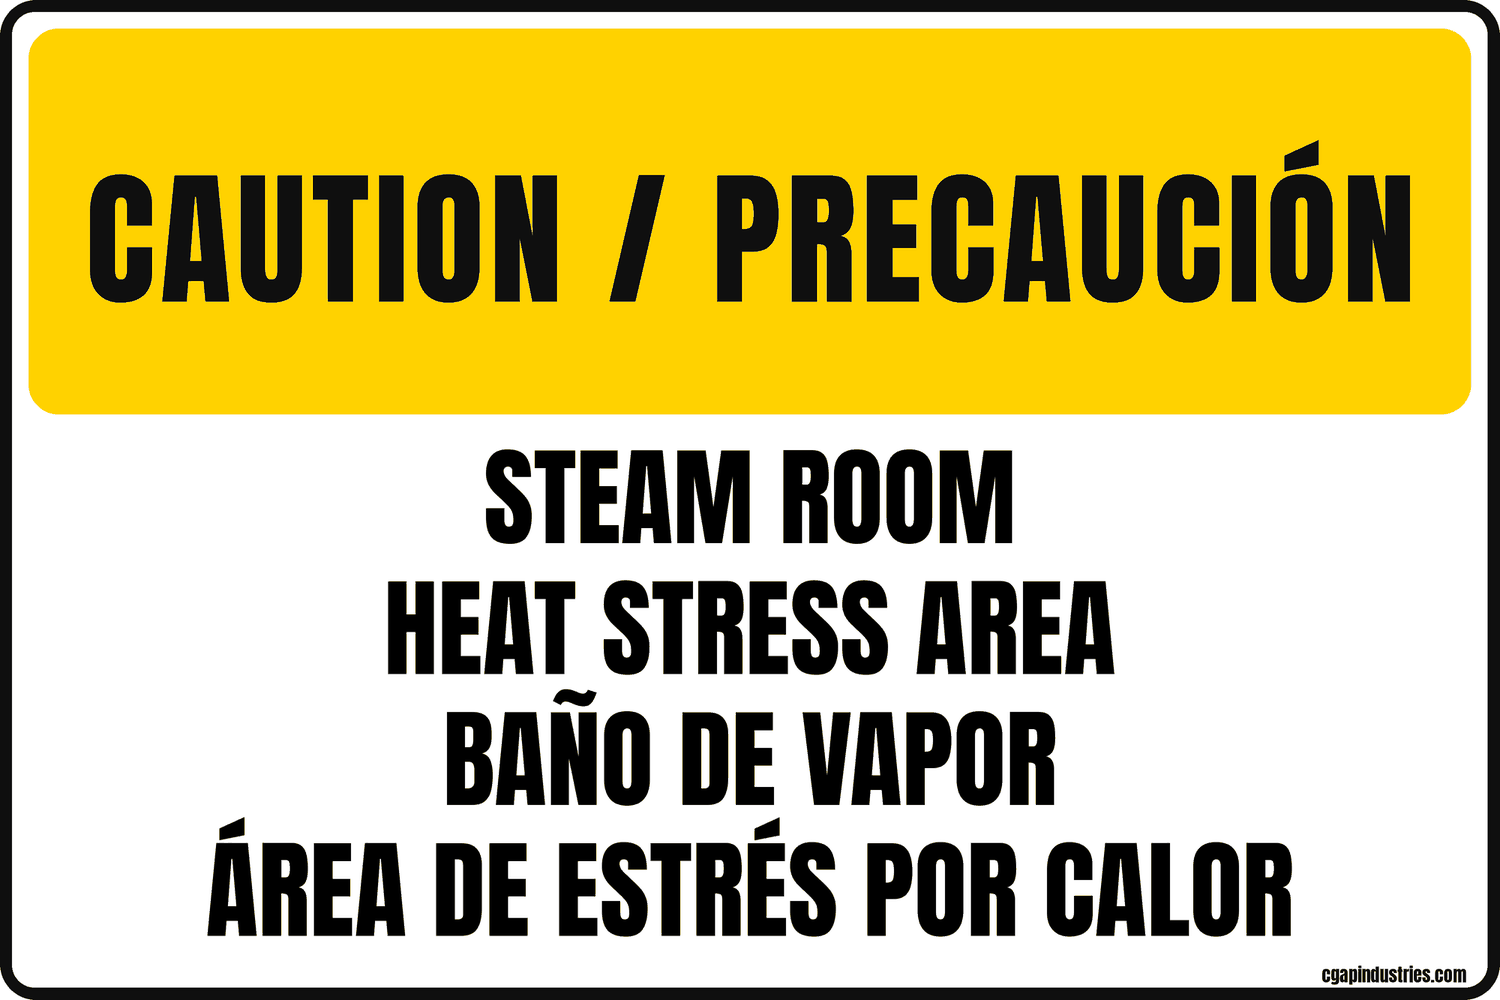 CAUTION / PRECAUCIÓN
STEAM ROOM
HEAT STRESS AREA
BAÑO DE VAPOR
ÁREA DE ESTRÉS POR CALOR
cgapindustries.com